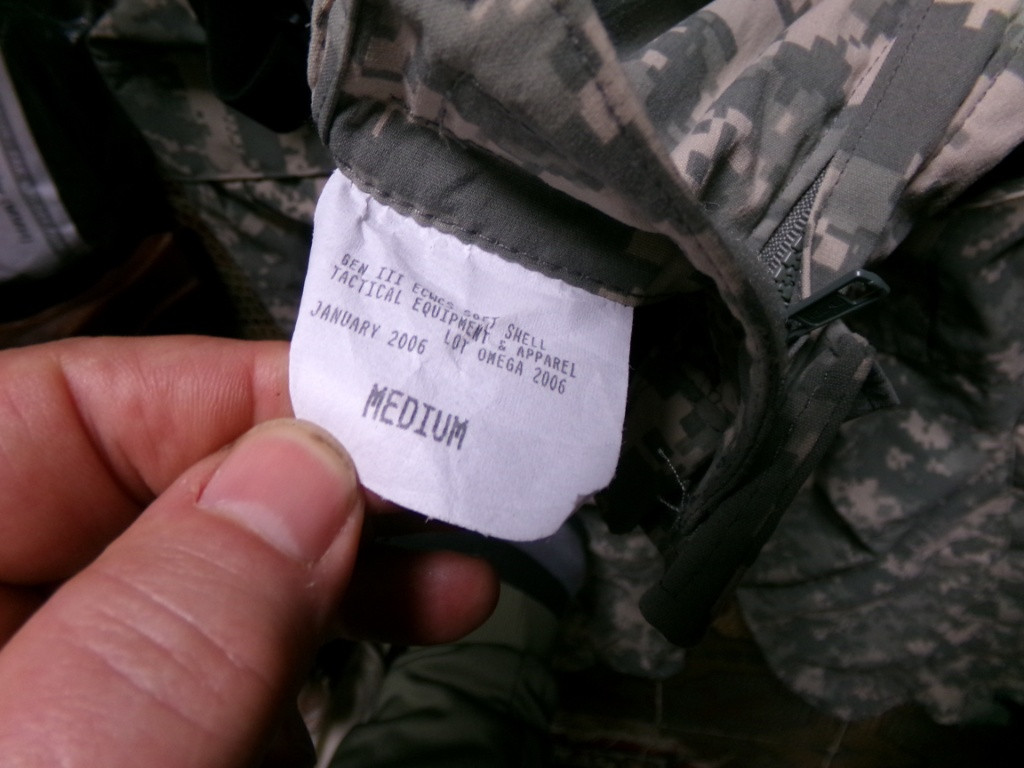 GEN III ECWCS SOFT SHELL
TACTICAL EQUIPMENT & APPAREL
JANUARY 2006 LOT OMEGA 2006
MEDIUM